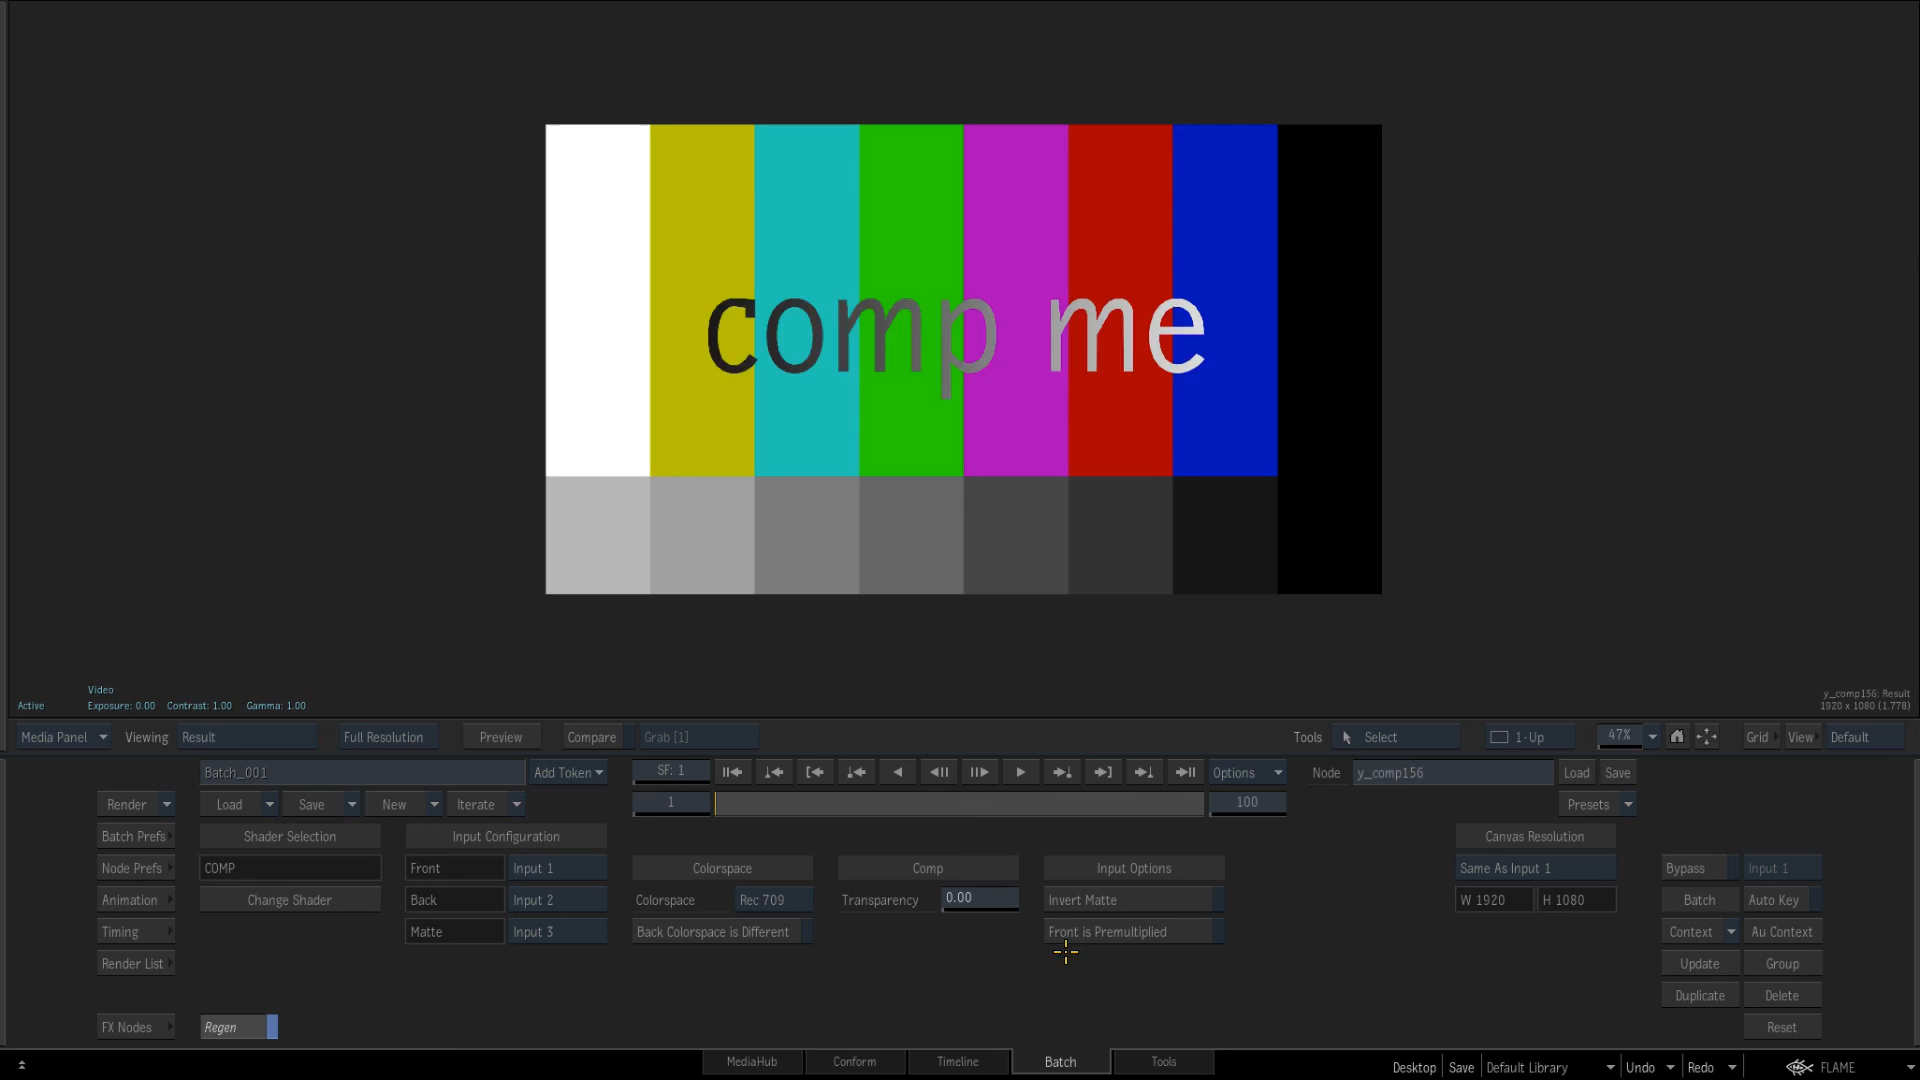 comp me
Video
Active
Exposure: 0.00 Contrast: 1.00 Gamma: 1.00
y_comp156: Result
1920 x 1080 (1.778)
Media Panel Viewing Result Full Resolution Preview Compare Grab [1] Tools Select 1-Up 47% Grid View Default
Batch_001 Add Token SF: 1 Options Node y_comp156 Load Save
Render Load Save New Iterate 1 100 Presets
Batch Prefs Shader Selection Input Configuration Canvas Resolution
Node Prefs COMP Front Input 1 Colorspace Comp Input Options Same As Input 1 Bypass Input 1
Animation Change Shader Back Input 2 Colorspace Rec 709 Transparency 0.00 Invert Matte W 1920 H 1080 Batch Auto Key
Timing Matte Input 3 Back Colorspace is Different Front is Premultiplied Context Au Context
Render List Update Group
Duplicate Delete
FX Nodes Regen Reset
MediaHub Conform Timeline Batch Tools Desktop Save Default Library Undo Redo FLAME